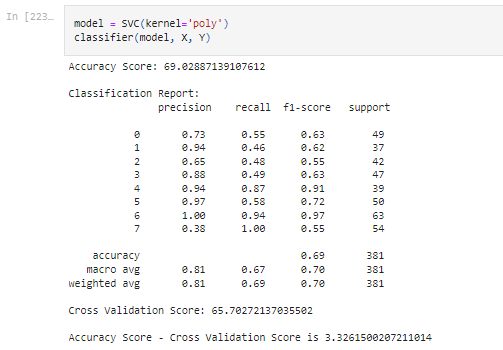 In [223…
model = SVC(kernel='poly')
classifier(model, X, Y)
Accuracy Score: 69.02887139107612
Classification Report:
precision recall f1-score support
0 0.73 0.55 0.63 49
1 0.94 0.46 0.62 37
2 0.65 0.48 0.55 42
3 0.88 0.49 0.63 47
4 0.94 0.87 0.91 39
5 0.97 0.58 0.72 50
6 1.00 0.94 0.97 63
7 0.38 1.00 0.55 54
accuracy 0.69 381
macro avg 0.81 0.67 0.70 381
weighted avg 0.81 0.69 0.70 381
Cross Validation Score: 65.70272137035502
Accuracy Score - Cross Validation Score is 3.3261500207211014